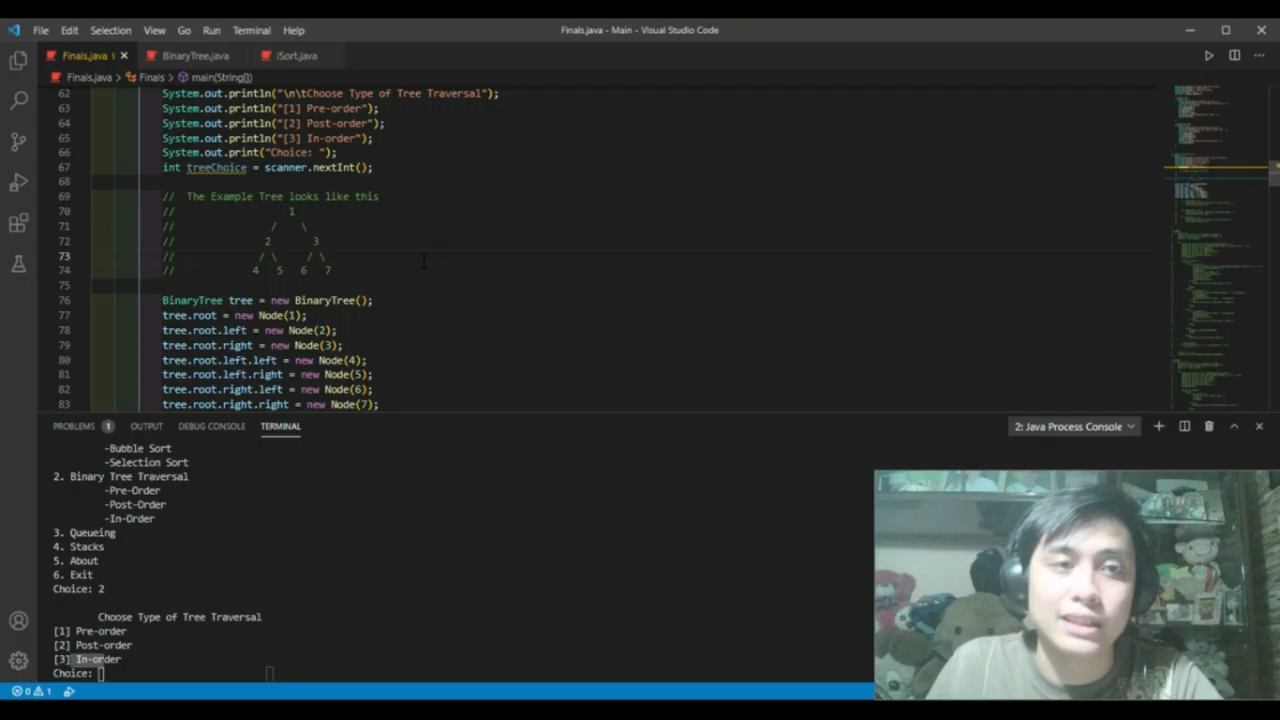 File Edit Selection View Go Run Terminal Help Finals.java - Main - Visual Studio Code
Finals.java 1 BinaryTree.java iSort.java
Finals.java > Finals > main(String[])
62 System.out.println("\n\tChoose Type of Tree Traversal");
63 System.out.println("[1] Pre-order");
64 System.out.println("[2] Post-order");
65 System.out.println("[3] In-order");
66 System.out.print("Choice: ");
67 int treeChoice = scanner.nextInt();
68
69 // The Example Tree looks like this
70 // 1
71 // / \
72 // 2 3
73 // / \ / \
74 // 4 5 6 7
75
76 BinaryTree tree = new BinaryTree();
77 tree.root = new Node(1);
78 tree.root.left = new Node(2);
79 tree.root.right = new Node(3);
80 tree.root.left.left = new Node(4);
81 tree.root.left.right = new Node(5);
82 tree.root.right.left = new Node(6);
83 tree.root.right.right = new Node(7);
PROBLEMS 1 OUTPUT DEBUG CONSOLE TERMINAL 2: Java Process Console
-Bubble Sort
-Selection Sort
2. Binary Tree Traversal
-Pre-Order
-Post-Order
-In-Order
3. Queueing
4. Stacks
5. About
6. Exit
Choice: 2
Choose Type of Tree Traversal
[1] Pre-order
[2] Post-order
[3] In-order
Choice:
0 1